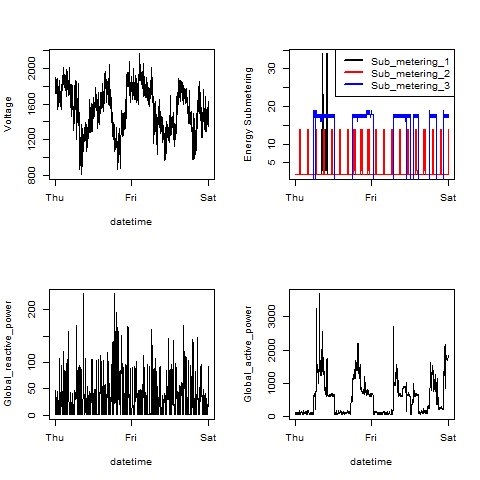 Voltage
2000
1600
1200
800
Thu
Fri
Sat
datetime
Energy Submetering
30
20
10
5
Thu
Fri
Sat
Sub_metering_1
Sub_metering_2
Sub_metering_3
Global_reactive_power
200
100
50
0
Thu
Fri
Sat
datetime
Global_active_power
3000
2000
1000
0
Thu
Fri
Sat
datetime